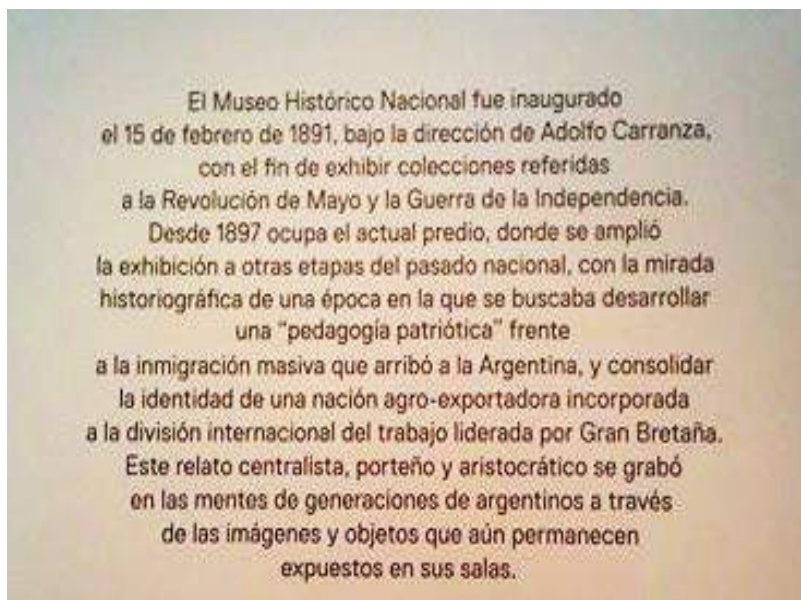 El Museo Histórico Nacional fue inaugurado
el 15 de febrero de 1891, bajo la dirección de Adolfo Carranza,
con el fin de exhibir colecciones referidas
a la Revolución de Mayo y la Guerra de la Independencia.
Desde 1897 ocupa el actual predio, donde se amplió
la exhibición a otras etapas del pasado nacional, con la mirada
historiográfica de una época en la que se buscaba desarrollar
una “pedagogía patriótica” frente
a la inmigración masiva que arribó a la Argentina, y consolidar
la identidad de una nación agro-exportadora incorporada
a la división internacional del trabajo liderada por Gran Bretaña.
Este relato centralista, porteño y aristocrático se grabó
en las mentes de generaciones de argentinos a través
de las imágenes y objetos que aún permanecen
expuestos en sus salas.